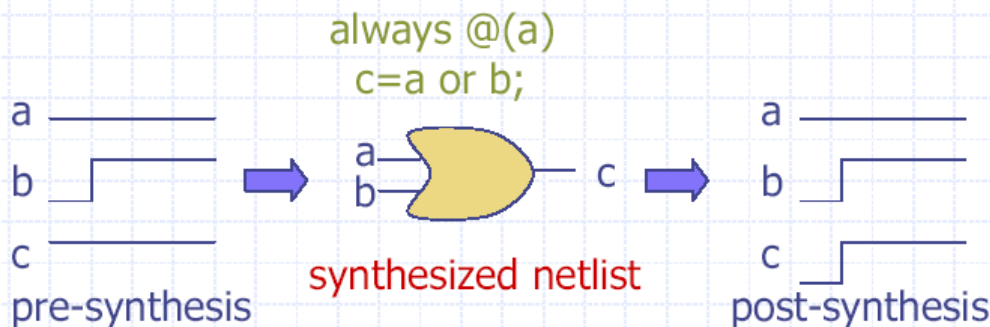 always @(a)
c=a or b;
a
b
c
pre-synthesis
a
b
c
synthesized netlist
a
b
c
post-synthesis